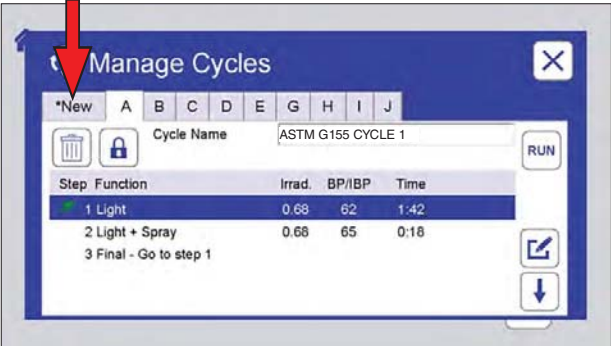 Manage Cycles
*New A B C D E G H I J
Cycle Name ASTM G155 CYCLE 1
RUN
Step Function Irrad. BP/IBP Time
1 Light 0.68 62 1:42
2 Light + Spray 0.68 65 0:18
3 Final - Go to step 1